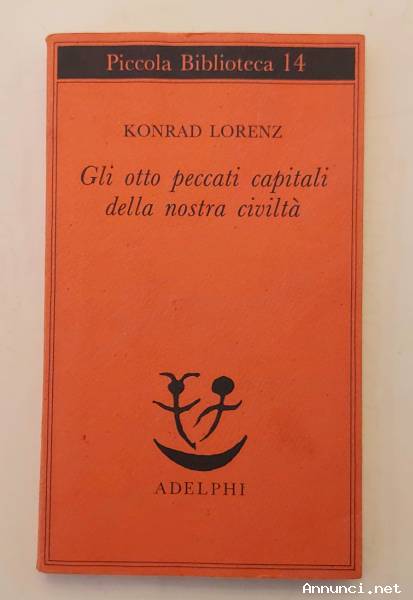 Piccola Biblioteca 14
KONRAD LORENZ
Gli otto peccati capitali
della nostra civiltà
ADELPHI
Annunci.net